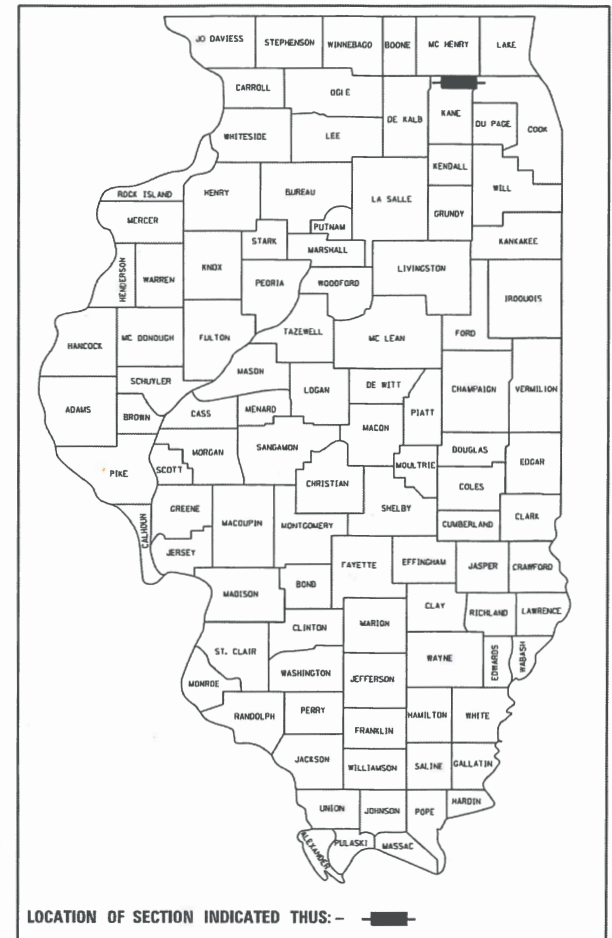 JO DAVIESS STEPHENSON WINNEBAGO BOONE MC HENRY LAKE
CARROLL OGLE DE KALB KANE DU PAGE COOK
WHITESIDE LEE
KENDALL
ROCK ISLAND HENRY BUREAU LA SALLE WILL
MERCER PUTNAM GRUNDY
STARK MARSHALL KANKAKEE
HENDERSON WARREN KNOX PEORIA WOODFORD LIVINGSTON IROQUOIS
HANCOCK MC DONOUGH FULTON TAZEWELL MC LEAN FORD
MASON
SCHUYLER LOGAN DE WITT CHAMPAIGN VERMILION
ADAMS BROWN CASS MENARD PIATT
MACON
PIKE SCOTT MORGAN SANGAMON MOULTRIE DOUGLAS EDGAR
CHRISTIAN COLES
CALHOUN GREENE MACOUPIN MONTGOMERY SHELBY CUMBERLAND CLARK
JERSEY FAYETTE EFFINGHAM JASPER CRAWFORD
MADISON BOND
CLAY RICHLAND LAWRENCE
CLINTON MARION
ST. CLAIR WAYNE EDWARDS WABASH
WASHINGTON JEFFERSON
MONROE
RANDOLPH PERRY HAMILTON WHITE
FRANKLIN
JACKSON WILLIAMSON SALINE GALLATIN
UNION JOHNSON POPE HARDIN
ALEXANDER PULASKI MASSAC
LOCATION OF SECTION INDICATED THUS:-